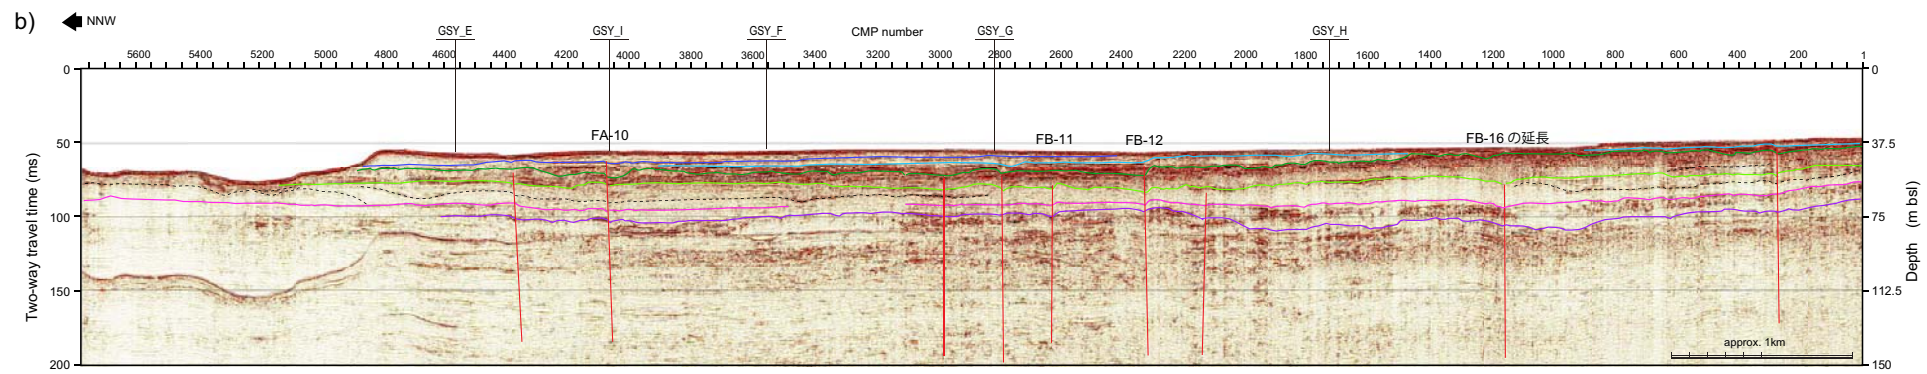 b)
NNW
GSY_E GSY_I GSY_F CMP number GSY_G GSY_H
5600 5400 5200 5000 4800 4600 4400 4200 4000 3800 3600 3400 3200 3000 2800 2600 2400 2200 2000 1800 1600 1400 1200 1000 800 600 400 200 1
0 0
FA-10 FB-11 FB-12 FB-16 の延長
50 37.5
100 75
150 112.5
approx. 1km
200 150
Two-way travel time (ms)
Depth (m bsl)